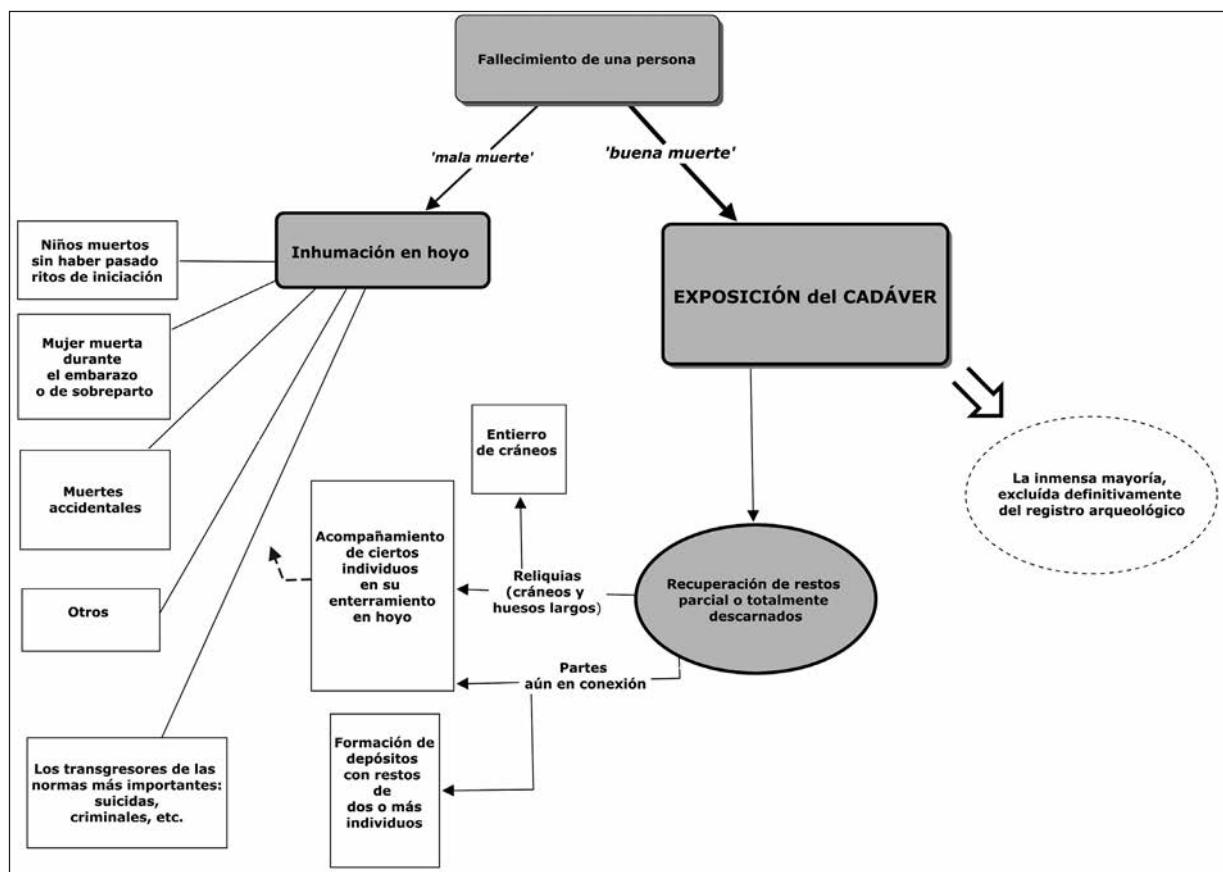 Fallecimiento de una persona
'mala muerte'
'buena muerte'
Inhumación en hoyo
EXPOSICIÓN del CADÁVER
Niños muertos
sin haber pasado
ritos de iniciación
Mujer muerta
durante
el embarazo
o de sobreparto
Muertes
accidentales
Otros
Los transgresores de las
normas más importantes:
suicidas,
criminales, etc.
Entierro
de cráneos
Acompañamiento
de ciertos
individuos
en su
enterramiento
en hoyo
Reliquias
(cráneos y
huesos largos)
Recuperación de restos
parcial o totalmente
descarnados
La inmensa mayoría,
excluída definitivamente
del registro arqueológico
Partes
aún en conexión
Formación de
depósitos
con restos
de
dos o más
individuos